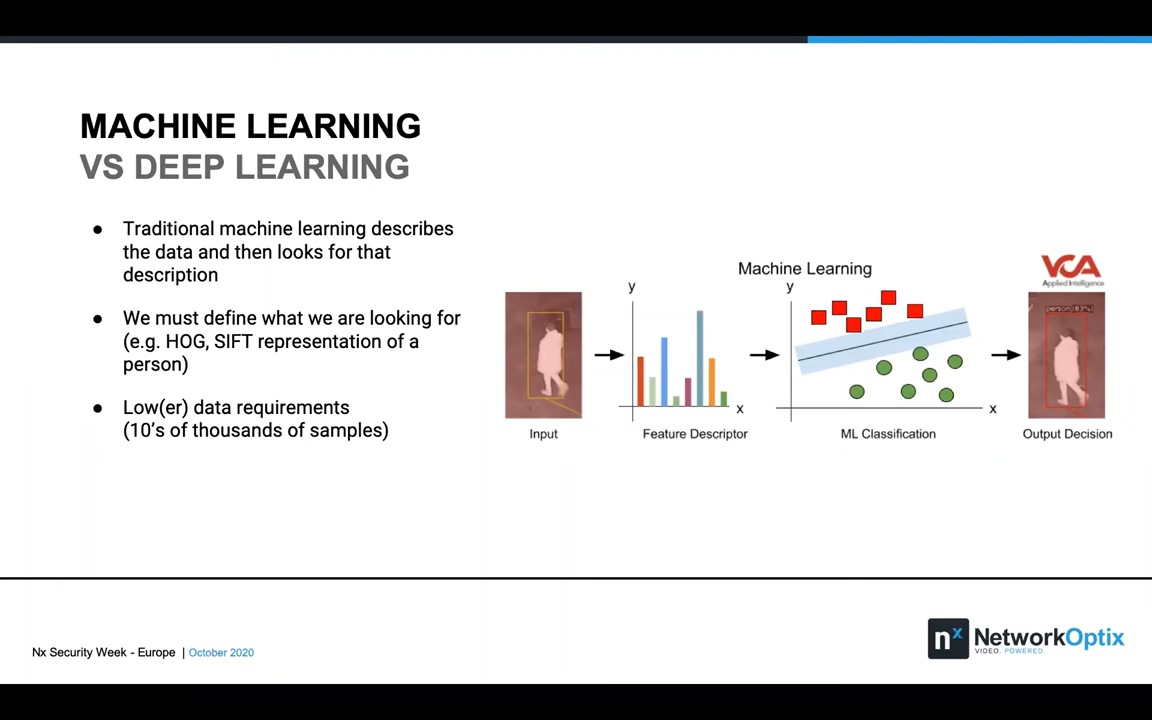 MACHINE LEARNING
VS DEEP LEARNING
● Traditional machine learning describes
the data and then looks for that
description
● We must define what we are looking for
(e.g. HOG, SIFT representation of a
person)
● Low(er) data requirements
(10's of thousands of samples)
Machine Learning
VCA
Applied Intelligence
y
y
person (83%)
x
x
Input
Feature Descriptor
ML Classification
Output Decision
Nx Security Week - Europe | October 2020
nx NetworkOptix
VIDEO. POWERED.